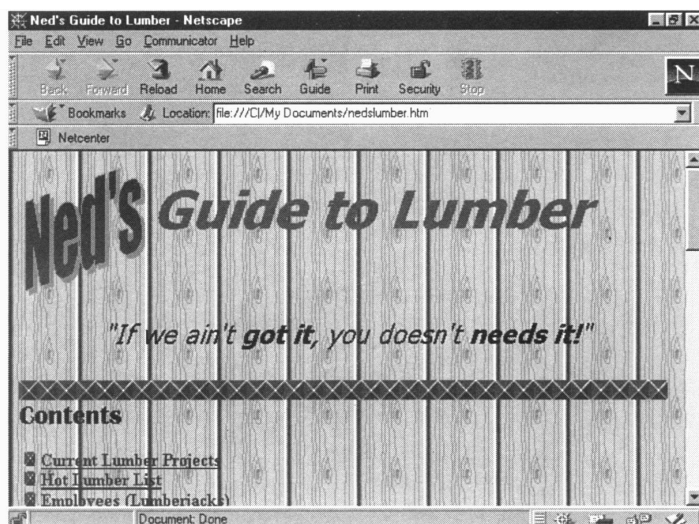 Ned's Guide to Lumber - Netscape
File Edit View Go Communicator Help
Back Forward Reload Home Search Guide Print Security Stop
N
Bookmarks Location: file:///C|/My Documents/nedslumber.htm
Netcenter
Ned's Guide to Lumber
"If we ain't got it, you doesn't needs it!"
Contents
Current Lumber Projects
Hot Lumber List
Employees (Lumberjacks)
Document: Done